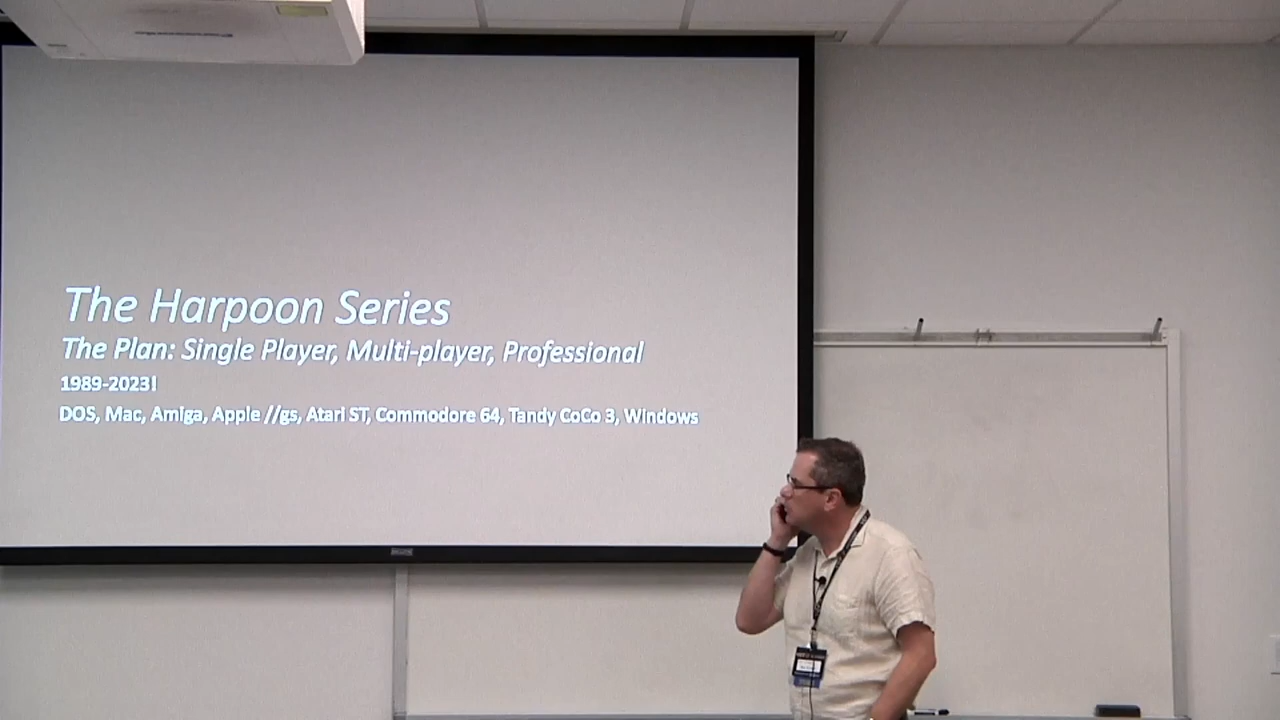 The Harpoon Series
The Plan: Single Player, Multi-player, Professional
1989-2023!
DOS, Mac, Amiga, Apple //gs, Atari ST, Commodore 64, Tandy CoCo 3, Windows